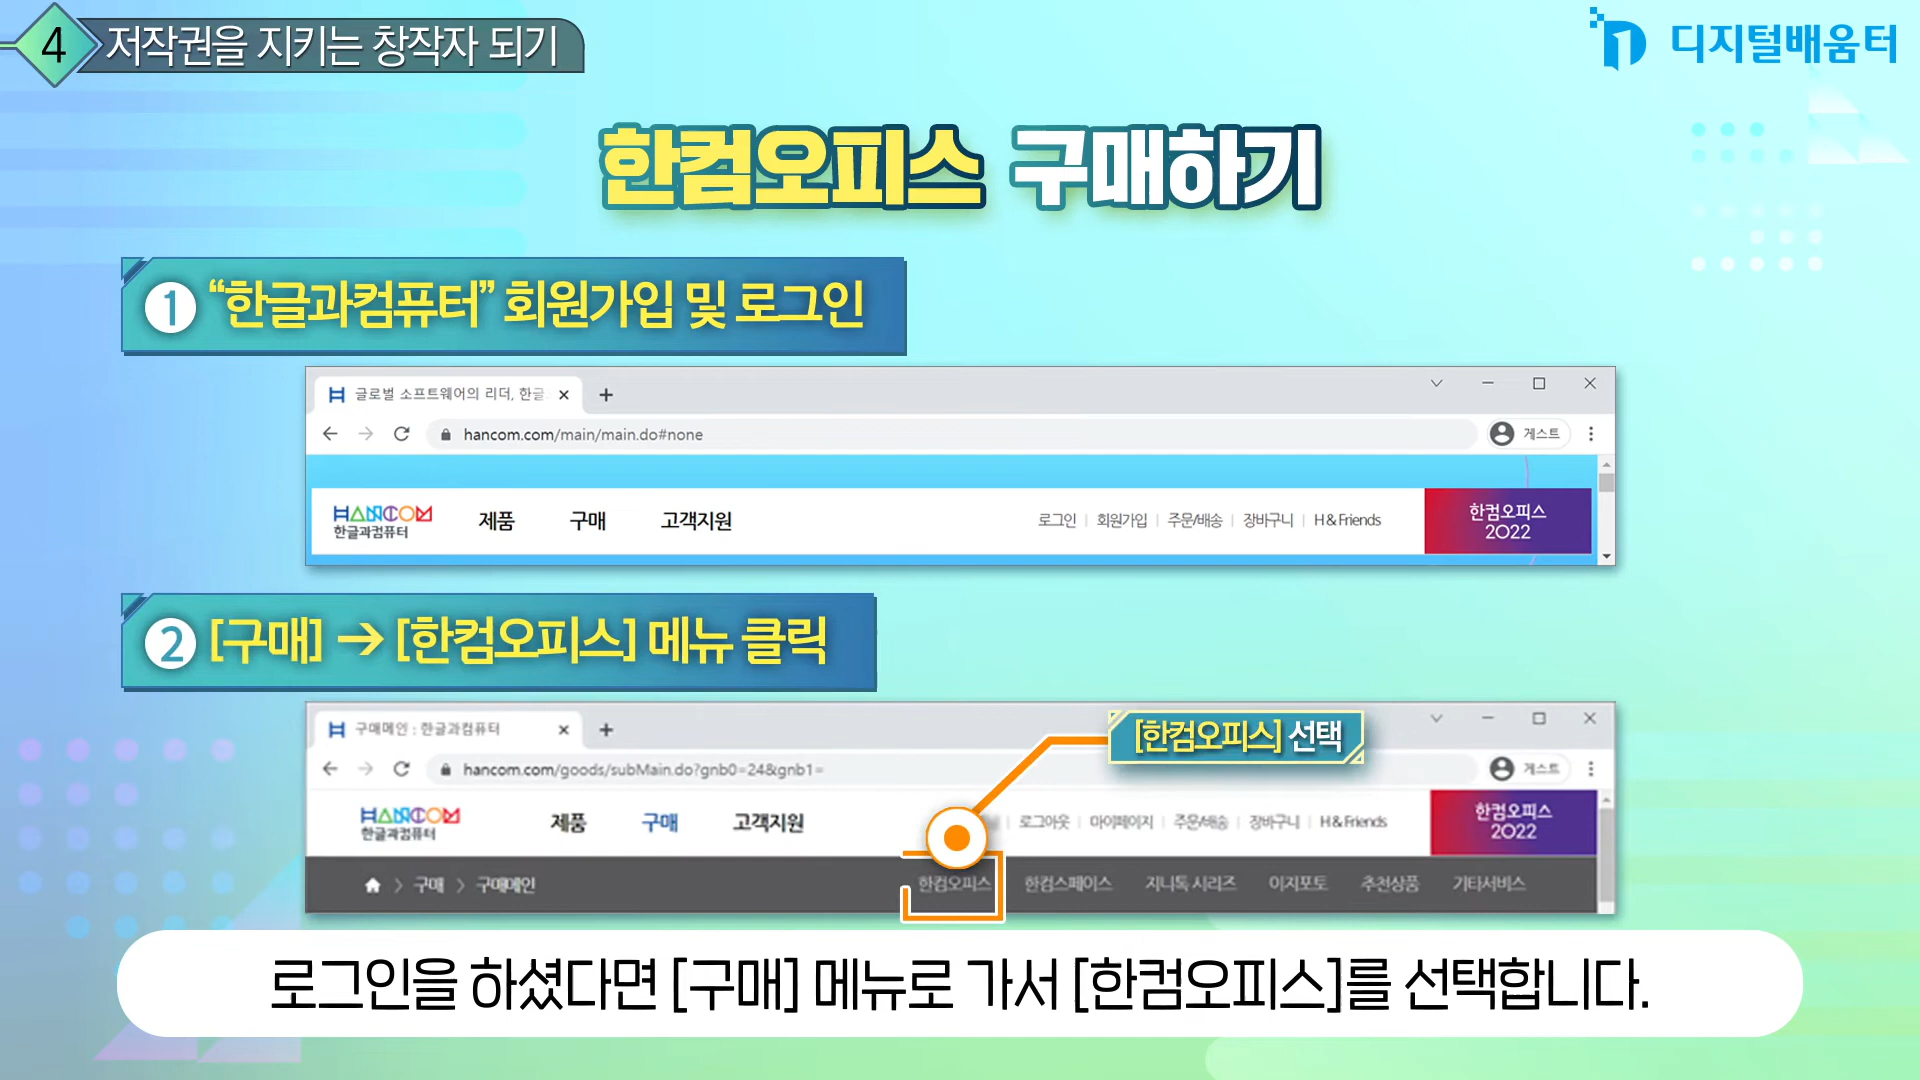 4 저작권을 지키는 창작자 되기
디지털배움터
한컴오피스 구매하기
1 “한글과컴퓨터” 회원가입 및 로그인
글로벌 소프트웨어의 리더, 한글
hancom.com/main/main.do#none
게스트
HANCOM
한글과컴퓨터
제품 구매 고객지원
로그인 | 회원가입 | 주문/배송 | 장바구니 | H & Friends
한컴오피스
2022
2 [구매] → [한컴오피스] 메뉴 클릭
구매메인 : 한글과컴퓨터
[한컴오피스] 선택
hancom.com/goods/subMain.do?gnb0=24&gnb1=
게스트
HANCOM
한글과컴퓨터
제품 구매 고객지원
| 로그아웃 | 마이페이지 | 주문/배송 | 장바구니 | H & Friends
한컴오피스
2022
> 구매 > 구매메인
한컴오피스 한컴스페이스 지니톡 시리즈 이지포토 추천상품 기타서비스
로그인을 하셨다면 [구매] 메뉴로 가서 [한컴오피스]를 선택합니다.